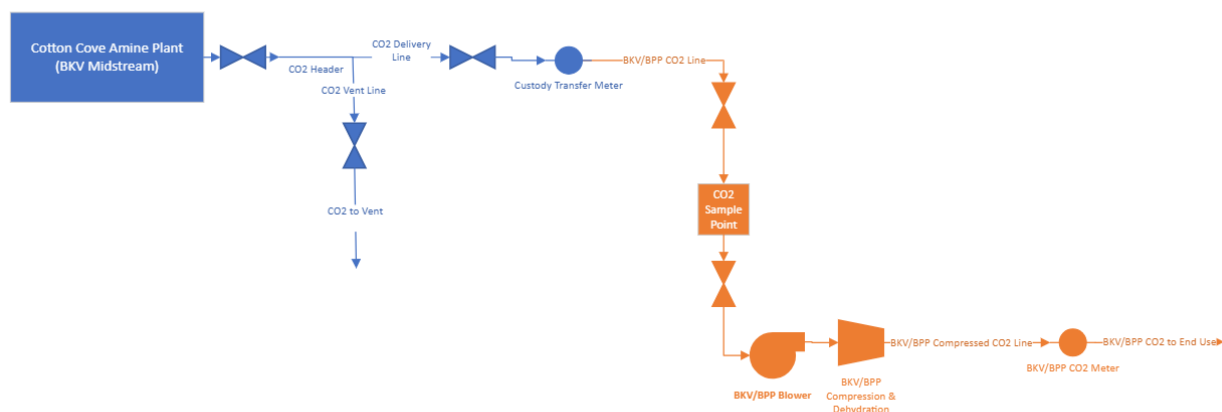 Cotton Cove Amine Plant
(BKV Midstream)
CO2 Header
CO2 Delivery
Line
CO2 Vent Line
CO2 to Vent
Custody Transfer Meter
BKV/BPP CO2 Line
CO2
Sample
Point
BKV/BPP Blower
BKV/BPP
Compression &
Dehydration
BKV/BPP Compressed CO2 Line
BKV/BPP CO2 Meter
BKV/BPP CO2 to End Use